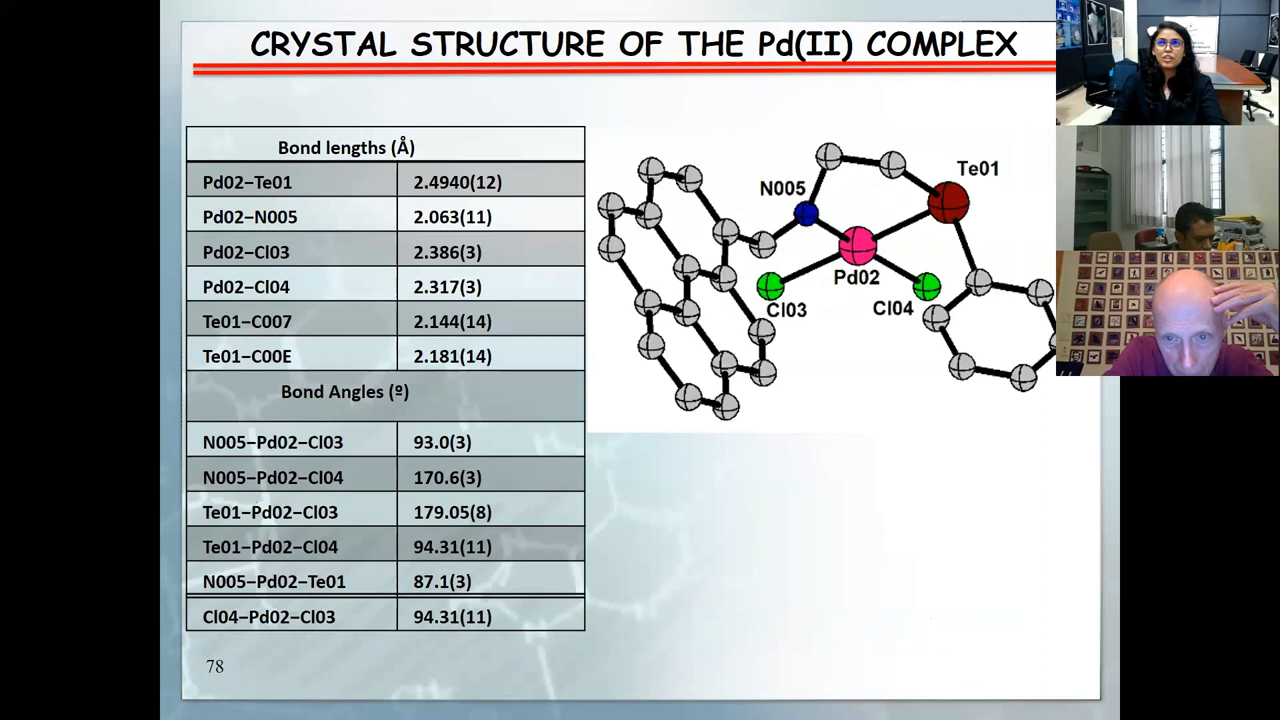 CRYSTAL STRUCTURE OF THE Pd(II) COMPLEX
Bond lengths (Å)
Pd02–Te01 2.4940(12)
Pd02–N005 2.063(11)
Pd02–Cl03 2.386(3)
Pd02–Cl04 2.317(3)
Te01–C007 2.144(14)
Te01–C00E 2.181(14)
Bond Angles (º)
N005–Pd02–Cl03 93.0(3)
N005–Pd02–Cl04 170.6(3)
Te01–Pd02–Cl03 179.05(8)
Te01–Pd02–Cl04 94.31(11)
N005–Pd02–Te01 87.1(3)
Cl04–Pd02–Cl03 94.31(11)
Te01
N005
Pd02
Cl03
Cl04
78